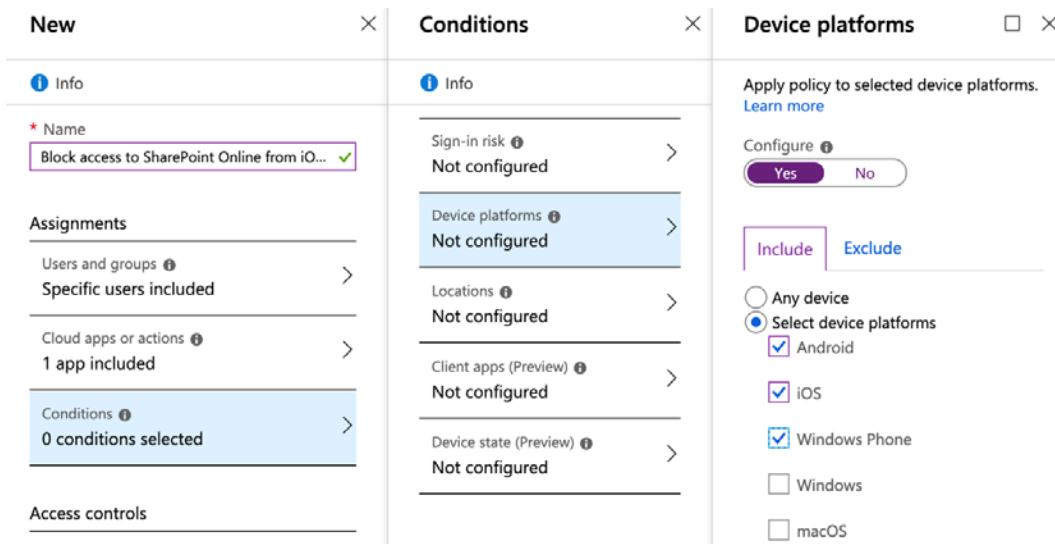 New
Info
* Name
Block access to SharePoint Online from iO...
Assignments
Users and groups
Specific users included
Cloud apps or actions
1 app included
Conditions
0 conditions selected
Access controls
Conditions
Info
Sign-in risk
Not configured
Device platforms
Not configured
Locations
Not configured
Client apps (Preview)
Not configured
Device state (Preview)
Not configured
Device platforms
Apply policy to selected device platforms.
Learn more
Configure
Yes No
Include Exclude
Any device
Select device platforms
Android
iOS
Windows Phone
Windows
macOS